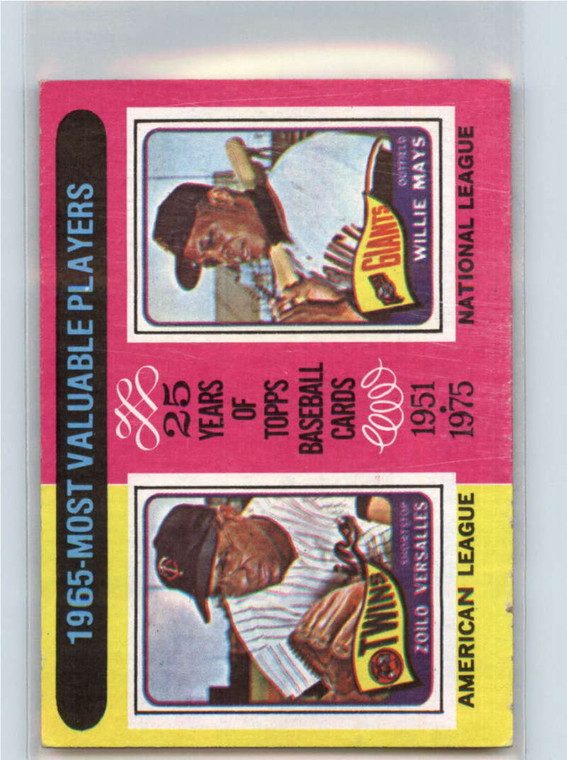 1965-MOST VALUABLE PLAYERS
TWINS
SHORTSTOP
ZOILO VERSALLES
AMERICAN LEAGUE
25
YEARS
OF
TOPPS
BASEBALL
CARDS
1951
•
1975
GIANTS
OUTFIELD
WILLIE MAYS
NATIONAL LEAGUE